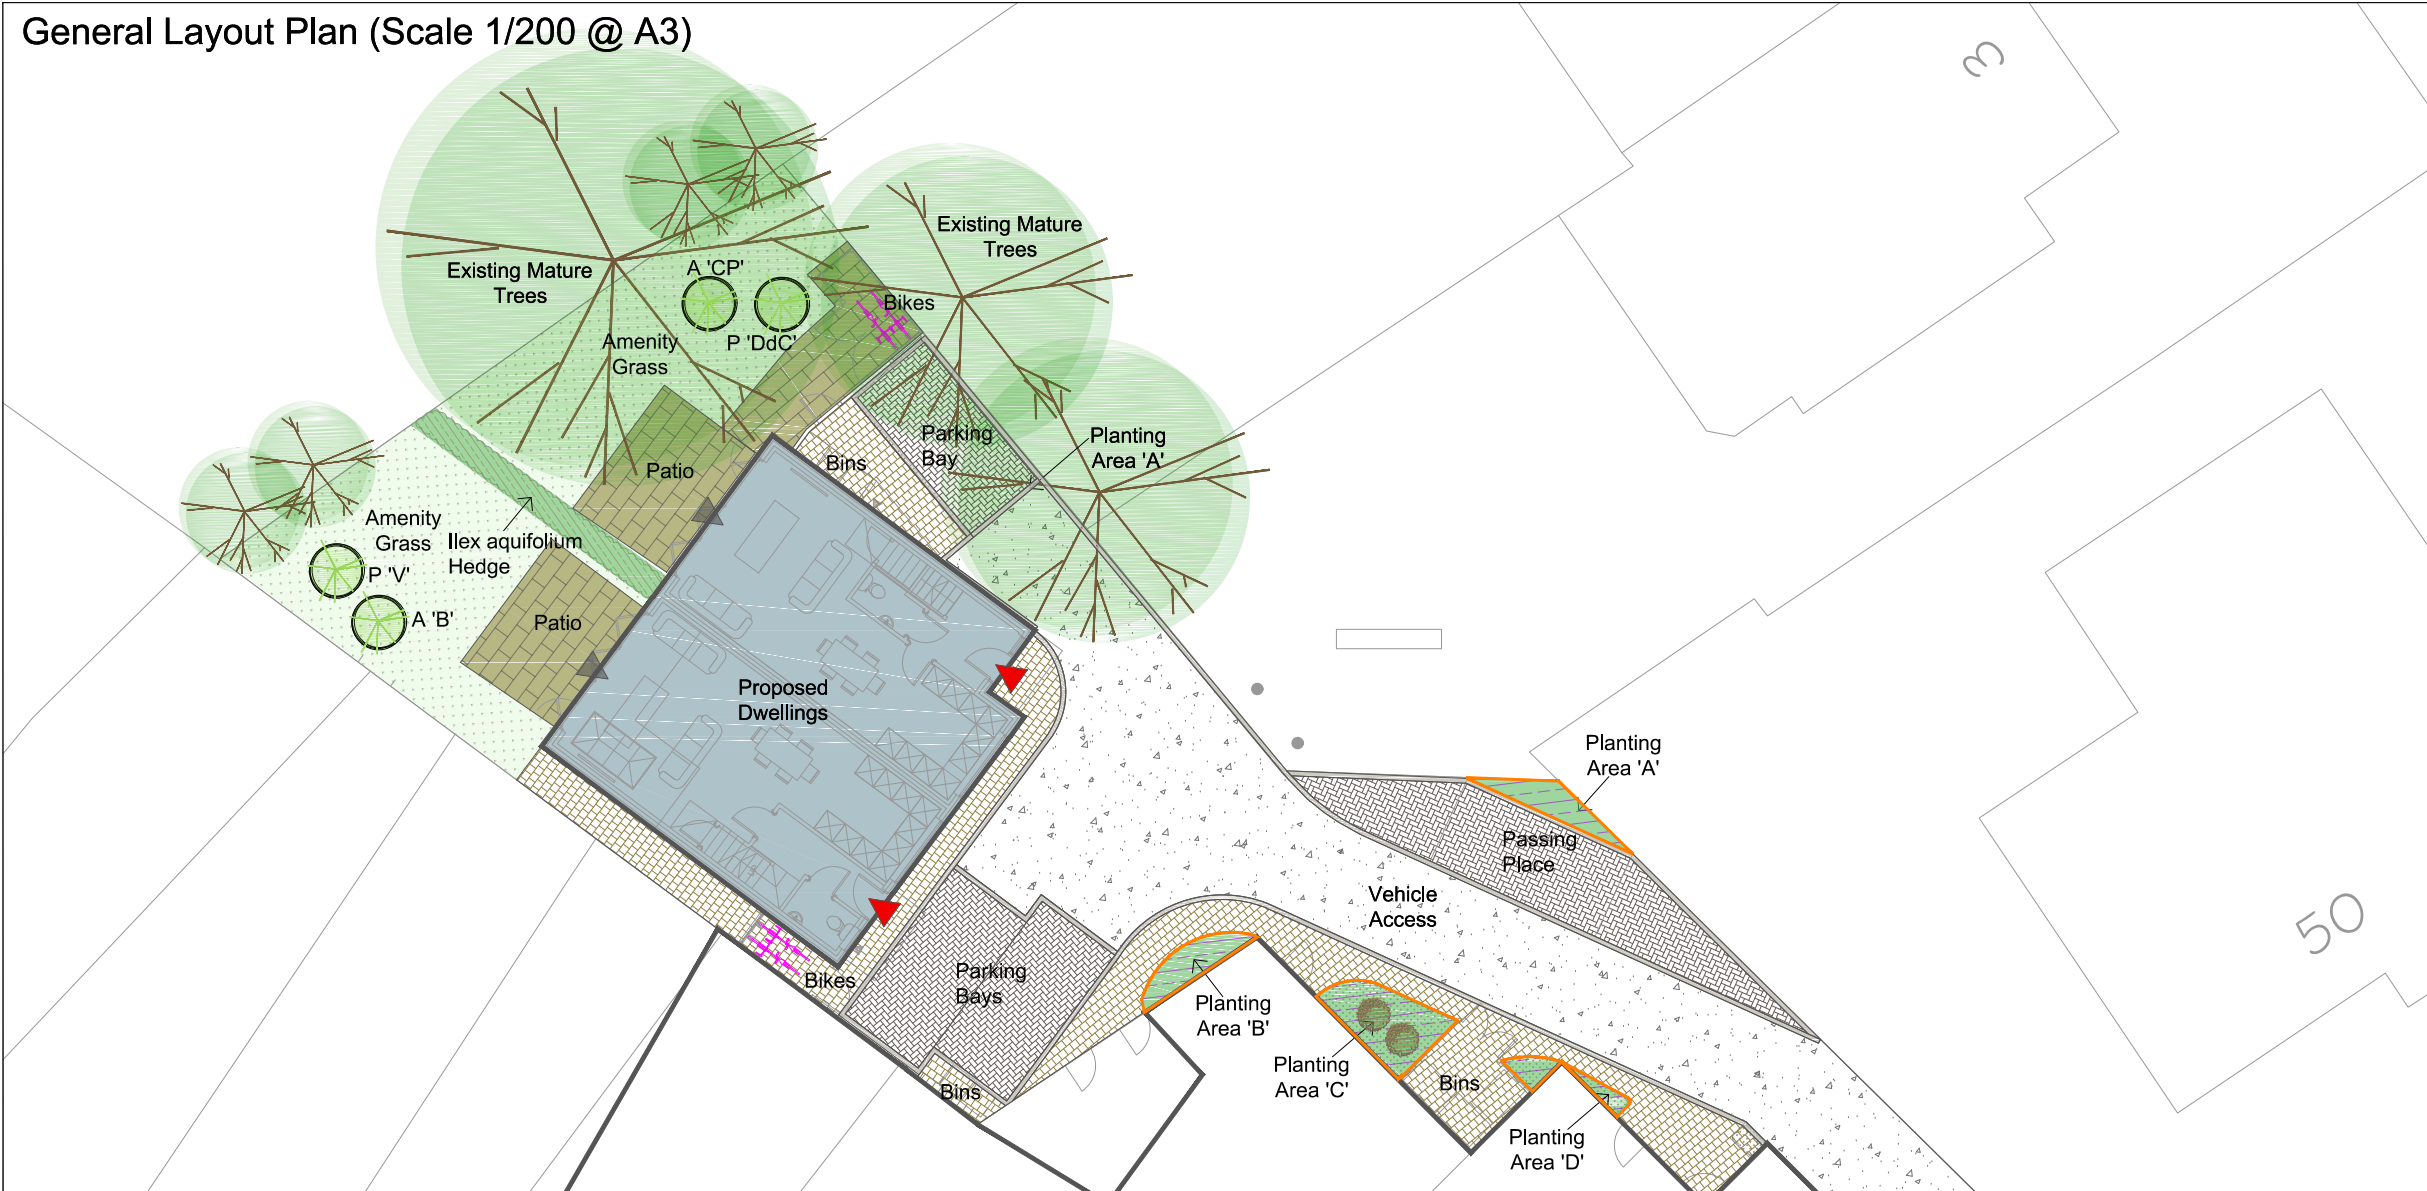 General Layout Plan (Scale 1/200 @ A3)
3
Existing Mature
Trees
Existing Mature
Trees
A 'CP'
Bikes
P 'DdC'
Amenity
Grass
Parking
Bay
Planting
Area 'A'
Bins
Patio
Amenity
Grass
Ilex aquifolium
Hedge
P 'V'
A 'B'
Patio
Proposed
Dwellings
Planting
Area 'A'
Passing
Place
Vehicle
Access
50
Parking
Bays
Bikes
Planting
Area 'B'
Planting
Area 'C'
Bins
Bins
Planting
Area 'D'